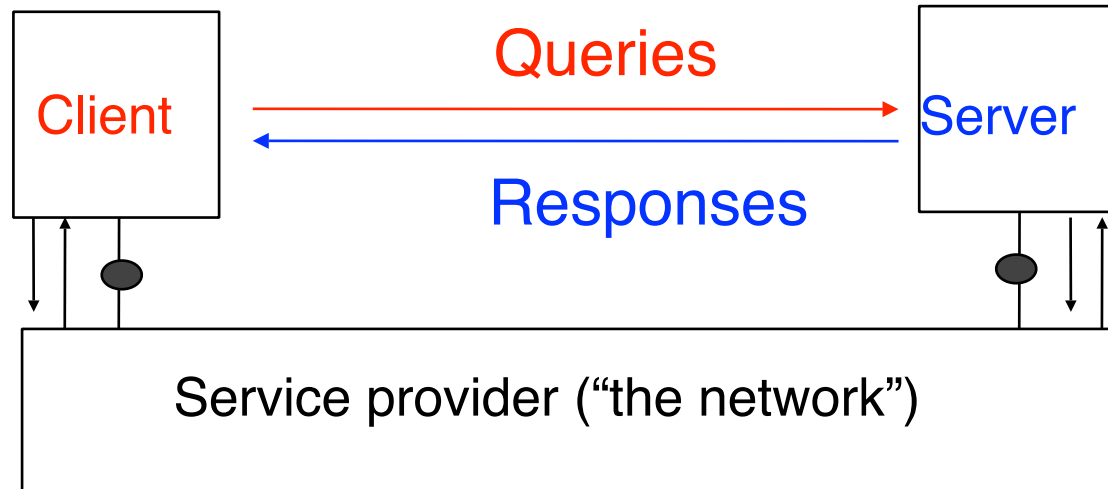 Queries
Client
Server
Responses
Service provider (“the network”)